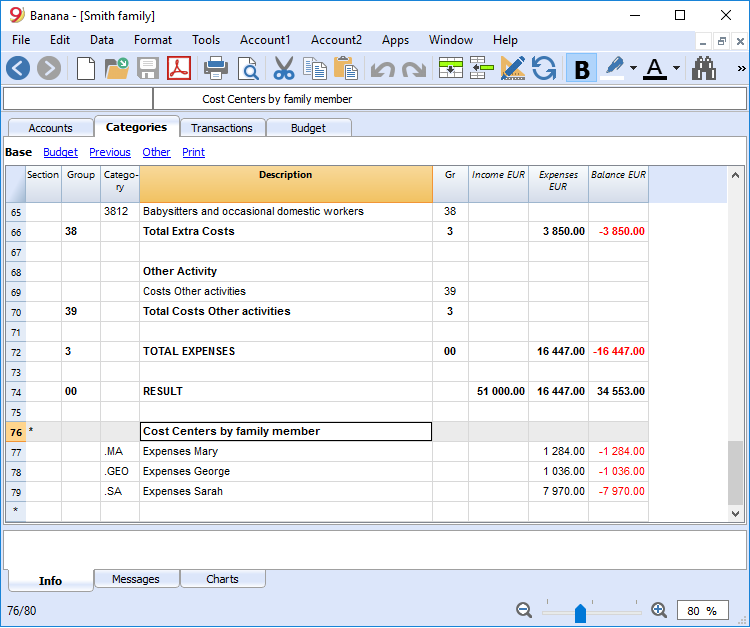 Banana - [Smith family]
File Edit Data Format Tools Account1 Account2 Apps Window Help
B A »
Cost Centers by family member
Accounts Categories Transactions Budget
Base Budget Previous Other Print
Section Group Catego- Description Gr Income EUR Expenses Balance EUR
ry EUR
65 3812 Babysitters and occasional domestic workers 38
66 38 Total Extra Costs 3 3 850.00 -3 850.00
67
68 Other Activity
69 Costs Other activities 39
70 39 Total Costs Other activities 3
71
72 3 TOTAL EXPENSES 00 16 447.00 -16 447.00
73
74 00 RESULT 51 000.00 16 447.00 34 553.00
75
76 * Cost Centers by family member
77 .MA Expenses Mary 1 284.00 -1 284.00
78 .GEO Expenses George 1 036.00 -1 036.00
79 .SA Expenses Sarah 7 970.00 -7 970.00
*
Info Messages Charts
76/80 80 %